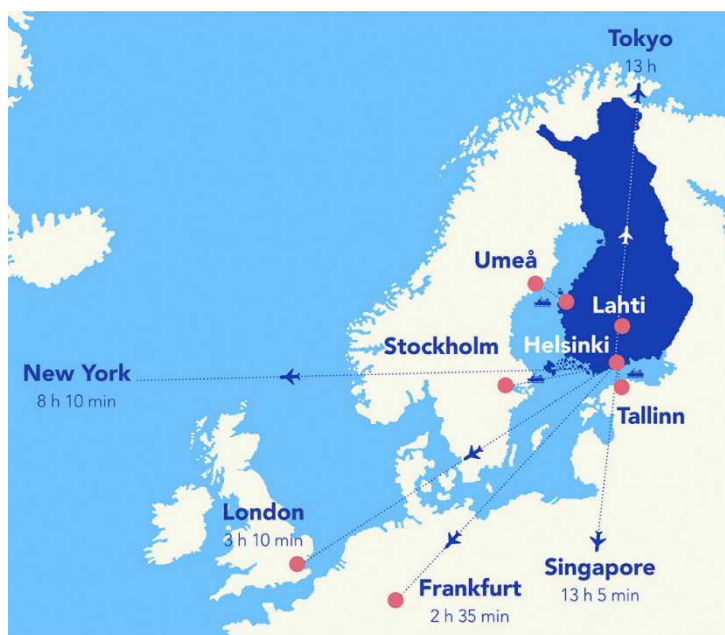 Tokyo
13 h
Umeå
Lahti
Stockholm
Helsinki
New York
8 h 10 min
Tallinn
London
3 h 10 min
Singapore
13 h 5 min
Frankfurt
2 h 35 min